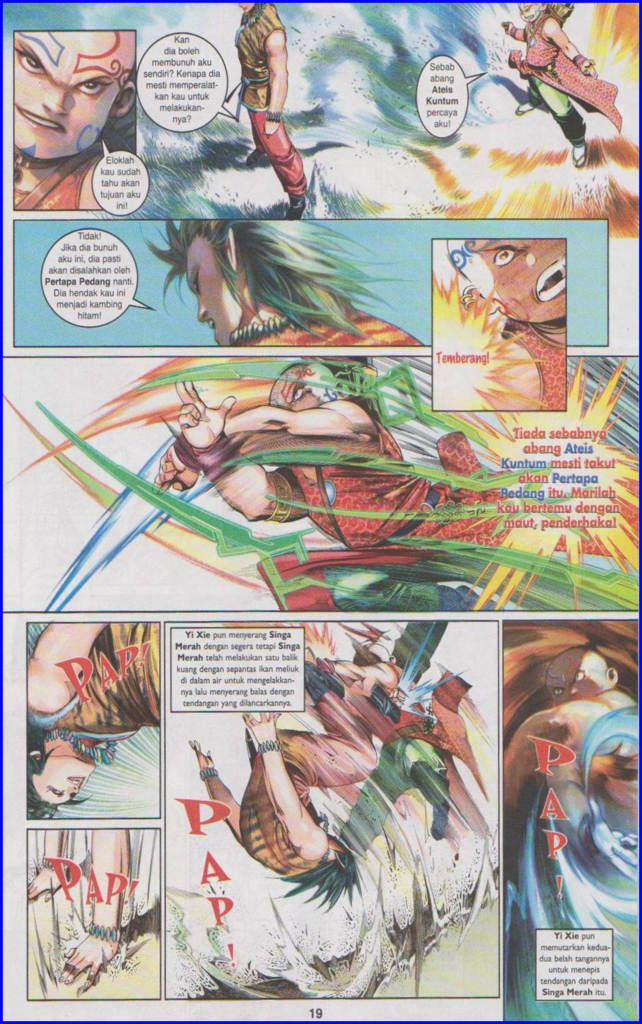 Kan
dia boleh
membunuh aku
sendiri? Kenapa dia
mesti memperalat-
kan kau untuk
melakukan-
nya?
Sebab
abang
Ateis
Kuntum
percaya
aku!
Eloklah
kau sudah
tahu akan
tujuan aku
ini!
Tidak!
Jika dia bunuh
aku ini, dia pasti
akan disalahkan oleh
Pertapa Pedang nanti.
Dia hendak kau ini
menjadi kambing
hitam!
Temberang!
Tiada sebabnya
abang Ateis
Kuntum mesti takut
akan Pertapa
Pedang itu. Marilah
kau bertemu dengan
maut, penderhaka!
PAP!
Yi Xie pun menyerang Singa
Merah dengan segera tetapi Singa
Merah telah melakukan satu balik
kuang dengan sepantas ikan meliuk
di dalam air untuk mengelakkan-
nya lalu menyerang balas dengan
tendangan yang dilancarkannya.
PAP!
PAP!
PAP!
Yi Xie pun
memutarkan kedua-
dua belah tangannya
untuk menepis
tendangan daripada
Singa Merah itu.
19